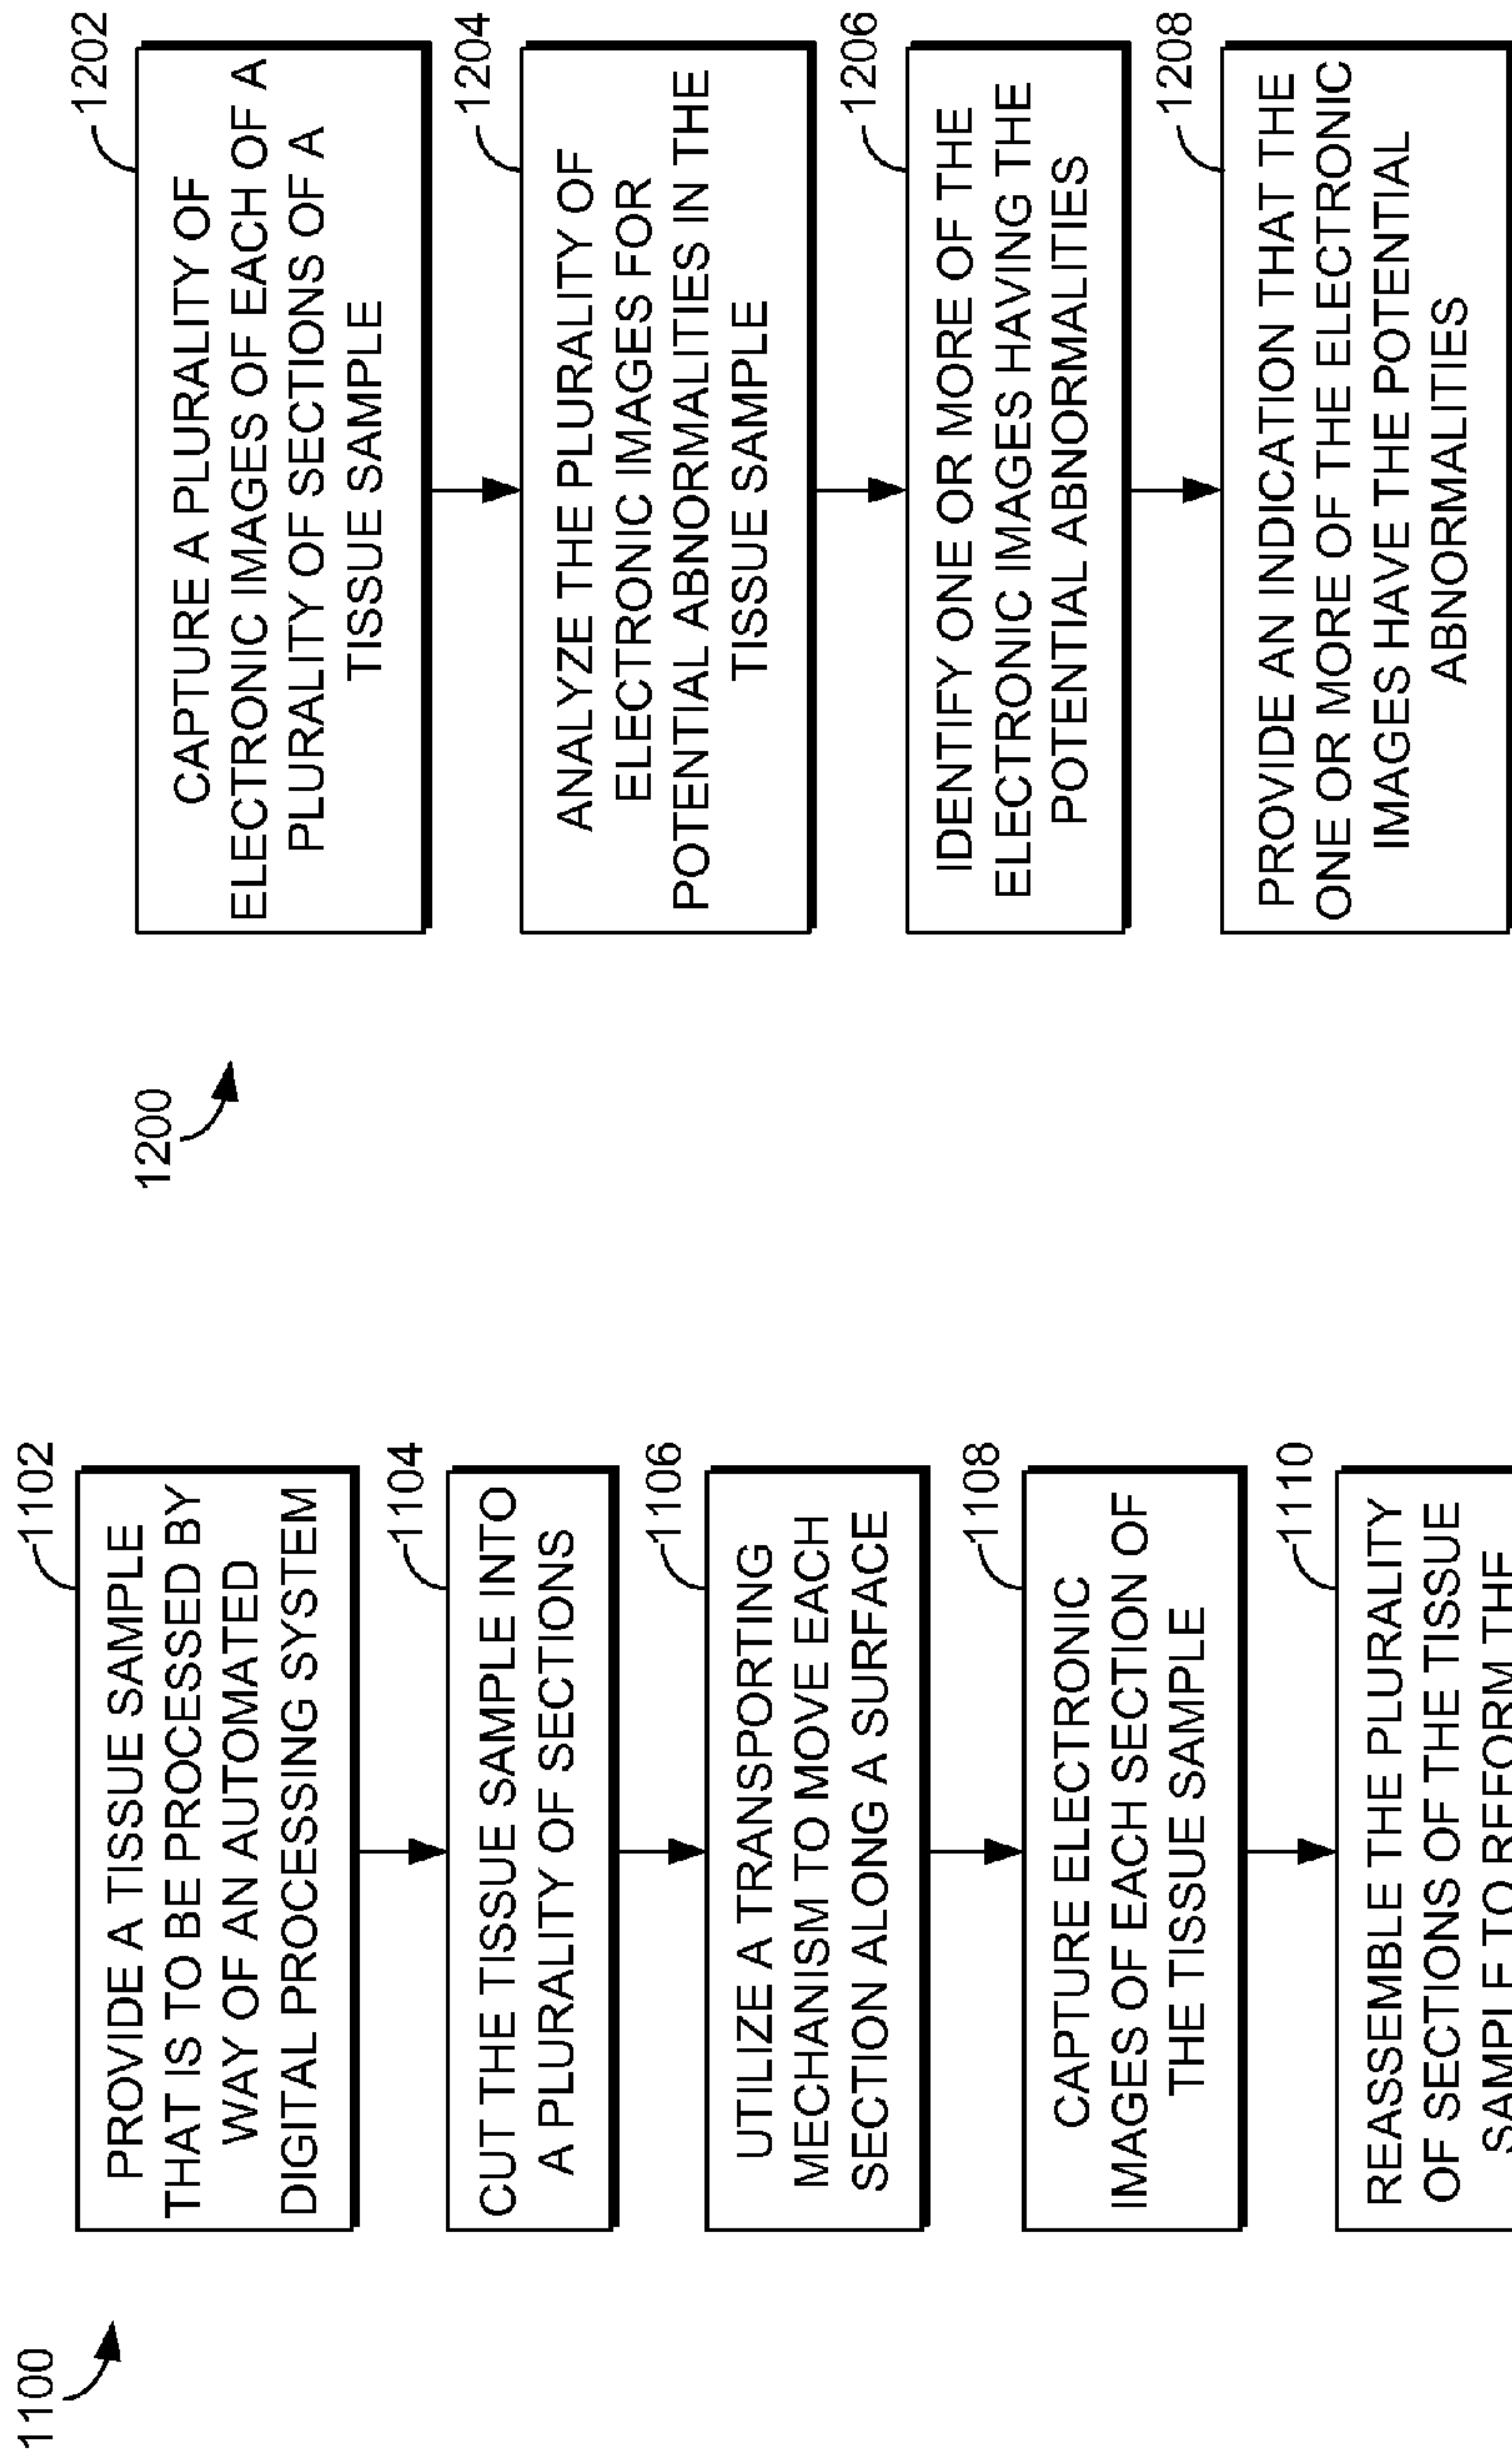 1100
1102
PROVIDE A TISSUE SAMPLE
THAT IS TO BE PROCESSED BY
WAY OF AN AUTOMATED
DIGITAL PROCESSING SYSTEM
1104
CUT THE TISSUE SAMPLE INTO
A PLURALITY OF SECTIONS
1106
UTILIZE A TRANSPORTING
MECHANISM TO MOVE EACH
SECTION ALONG A SURFACE
1108
CAPTURE ELECTRONIC
IMAGES OF EACH SECTION OF
THE TISSUE SAMPLE
1110
REASSEMBLE THE PLURALITY
OF SECTIONS OF THE TISSUE
SAMPLE TO REFORM THE
1200
1202
CAPTURE A PLURALITY OF
ELECTRONIC IMAGES OF EACH OF A
PLURALITY OF SECTIONS OF A
TISSUE SAMPLE
1204
ANALYZE THE PLURALITY OF
ELECTRONIC IMAGES FOR
POTENTIAL ABNORMALITIES IN THE
TISSUE SAMPLE
1206
IDENTIFY ONE OR MORE OF THE
ELECTRONIC IMAGES HAVING THE
POTENTIAL ABNORMALITIES
1208
PROVIDE AN INDICATION THAT THE
ONE OR MORE OF THE ELECTRONIC
IMAGES HAVE THE POTENTIAL
ABNORMALITIES